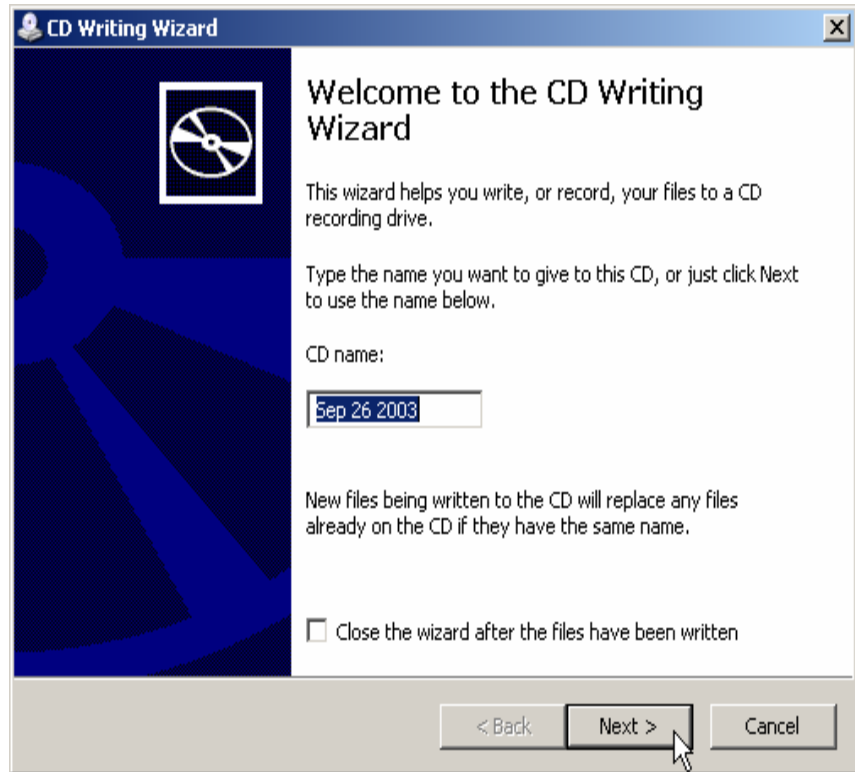 CD Writing Wizard
Welcome to the CD Writing
Wizard
This wizard helps you write, or record, your files to a CD
recording drive.
Type the name you want to give to this CD, or just click Next
to use the name below.
CD name:
Sep 26 2003
New files being written to the CD will replace any files
already on the CD if they have the same name.
Close the wizard after the files have been written
< Back Next > Cancel